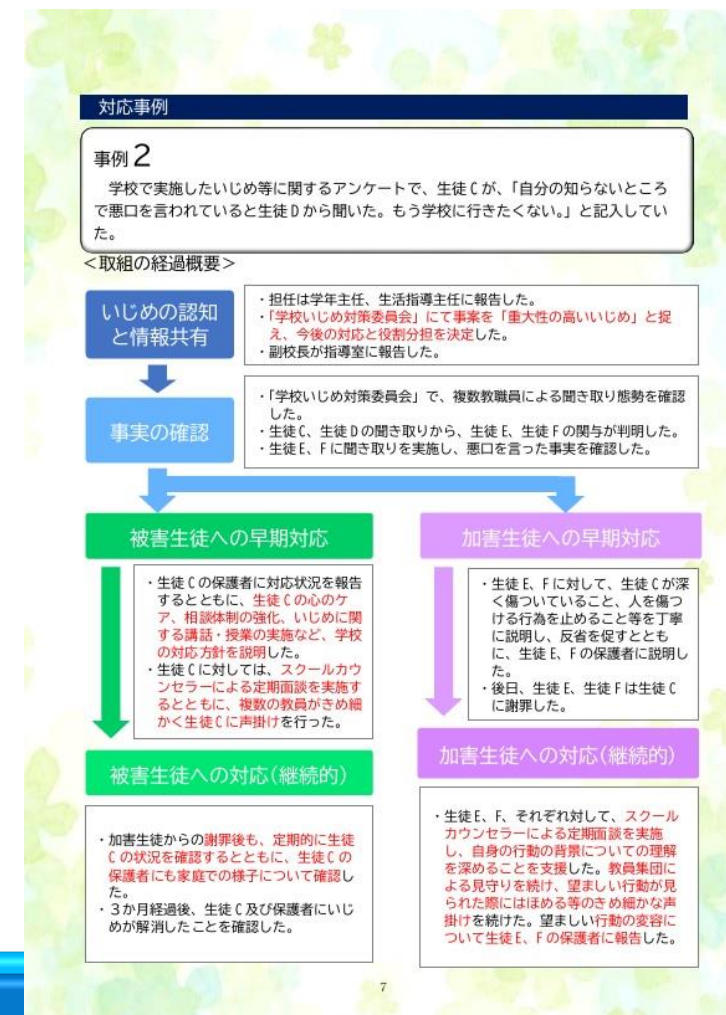 対応事例
事例2
学校で実施したいじめ等に関するアンケートで、生徒Cが、「自分の知らないところ
で悪口を言われていると生徒Dから聞いた。もう学校に行きたくない。」と記入してい
た。
<取組の経過概要>
いじめの認知
と情報共有
・担任は学年主任、生活指導主任に報告した。
・「学校いじめ対策委員会」にて事案を「重大性の高いいじめ」と捉
え、今後の対応と役割分担を決定した。
・副校長が指導室に報告した。
事実の確認
・「学校いじめ対策委員会」で、複数教職員による聞き取り態勢を確認
した。
・生徒C、生徒Dの聞き取りから、生徒E、生徒Fの関与が判明した。
・生徒E、Fに聞き取りを実施し、悪口を言った事実を確認した。
被害生徒への早期対応
・生徒Cの保護者に対応状況を報告
するとともに、生徒Cの心のケ
ア、相談体制の強化、いじめに関
する講話・授業の実施など、学校
の対応方針を説明した。
・生徒Cに対しては、スクールカウ
ンセラーによる定期面談を実施す
るとともに、複数の教員がきめ細
かく生徒Cに声掛けを行った。
被害生徒への対応(継続的)
・加害生徒からの謝罪後も、定期的に生徒
Cの状況を確認するとともに、生徒Cの
保護者にも家庭での様子について確認し
た。
・3か月経過後、生徒C及び保護者にいじ
めが解消したことを確認した。
加害生徒への早期対応
・生徒E、Fに対して、生徒Cが深
く傷ついていること、人を傷つ
ける行為を止めること等を丁寧
に説明し、反省を促すととも
に、生徒E、Fの保護者に説明し
た。
・後日、生徒E、生徒Fは生徒C
に謝罪した。
加害生徒への対応(継続的)
・生徒E、F、それぞれ対して、スクール
カウンセラーによる定期面談を実施
し、自身の行動の背景についての理解
を深めることを支援した。教員集団に
よる見守りを続け、望ましい行動が見
られた際にはほめる等のきめ細かな声
掛けを続けた。望ましい行動の変容に
ついて生徒E、Fの保護者に報告した。
7